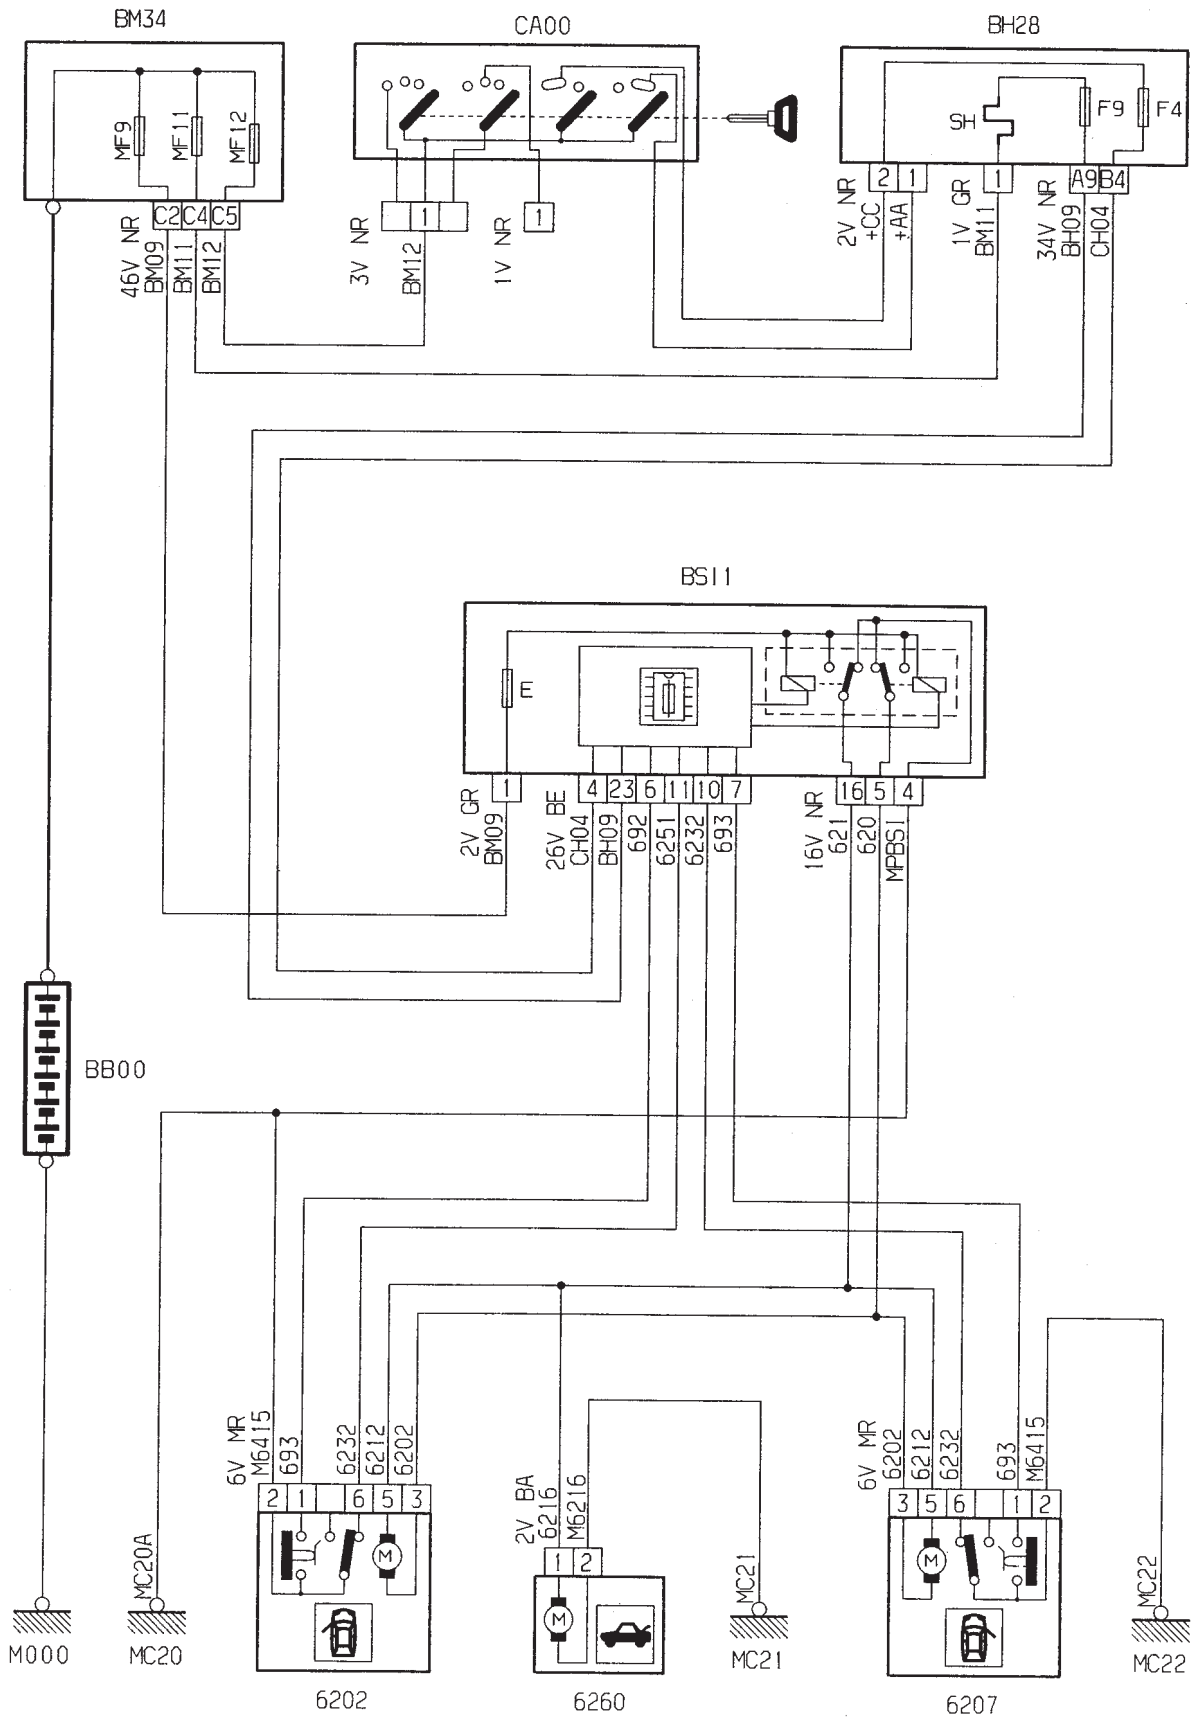 BM34
CA00
BH28
MF9
MF11
MF12
SH
F9
F4
C2 C4 C5
46V NR
BM09
BM11
BM12
1
3V NR
BM12
1
1V NR
2 1
2V NR
+CC
+AA
1
1V GR
BM11
A9 B4
34V NR
BH09
CH04
BSI1
E
1
2V GR
BM09
4 23 6 11 10 7
26V BE
CH04
BH09
692
6251
6232
693
16 5 4
16V NR
621
620
MPBSI
BB00
6V MR
M6415
693
6232
6212
6202
2 1 6 5 3
M
2V BA
6216
M6216
1 2
M
6V MR
6202
6212
6232
693
M6415
3 5 6 1 2
M
MC20A
MC21
MC22
M000
MC20
6202
6260
MC21
6207
MC22